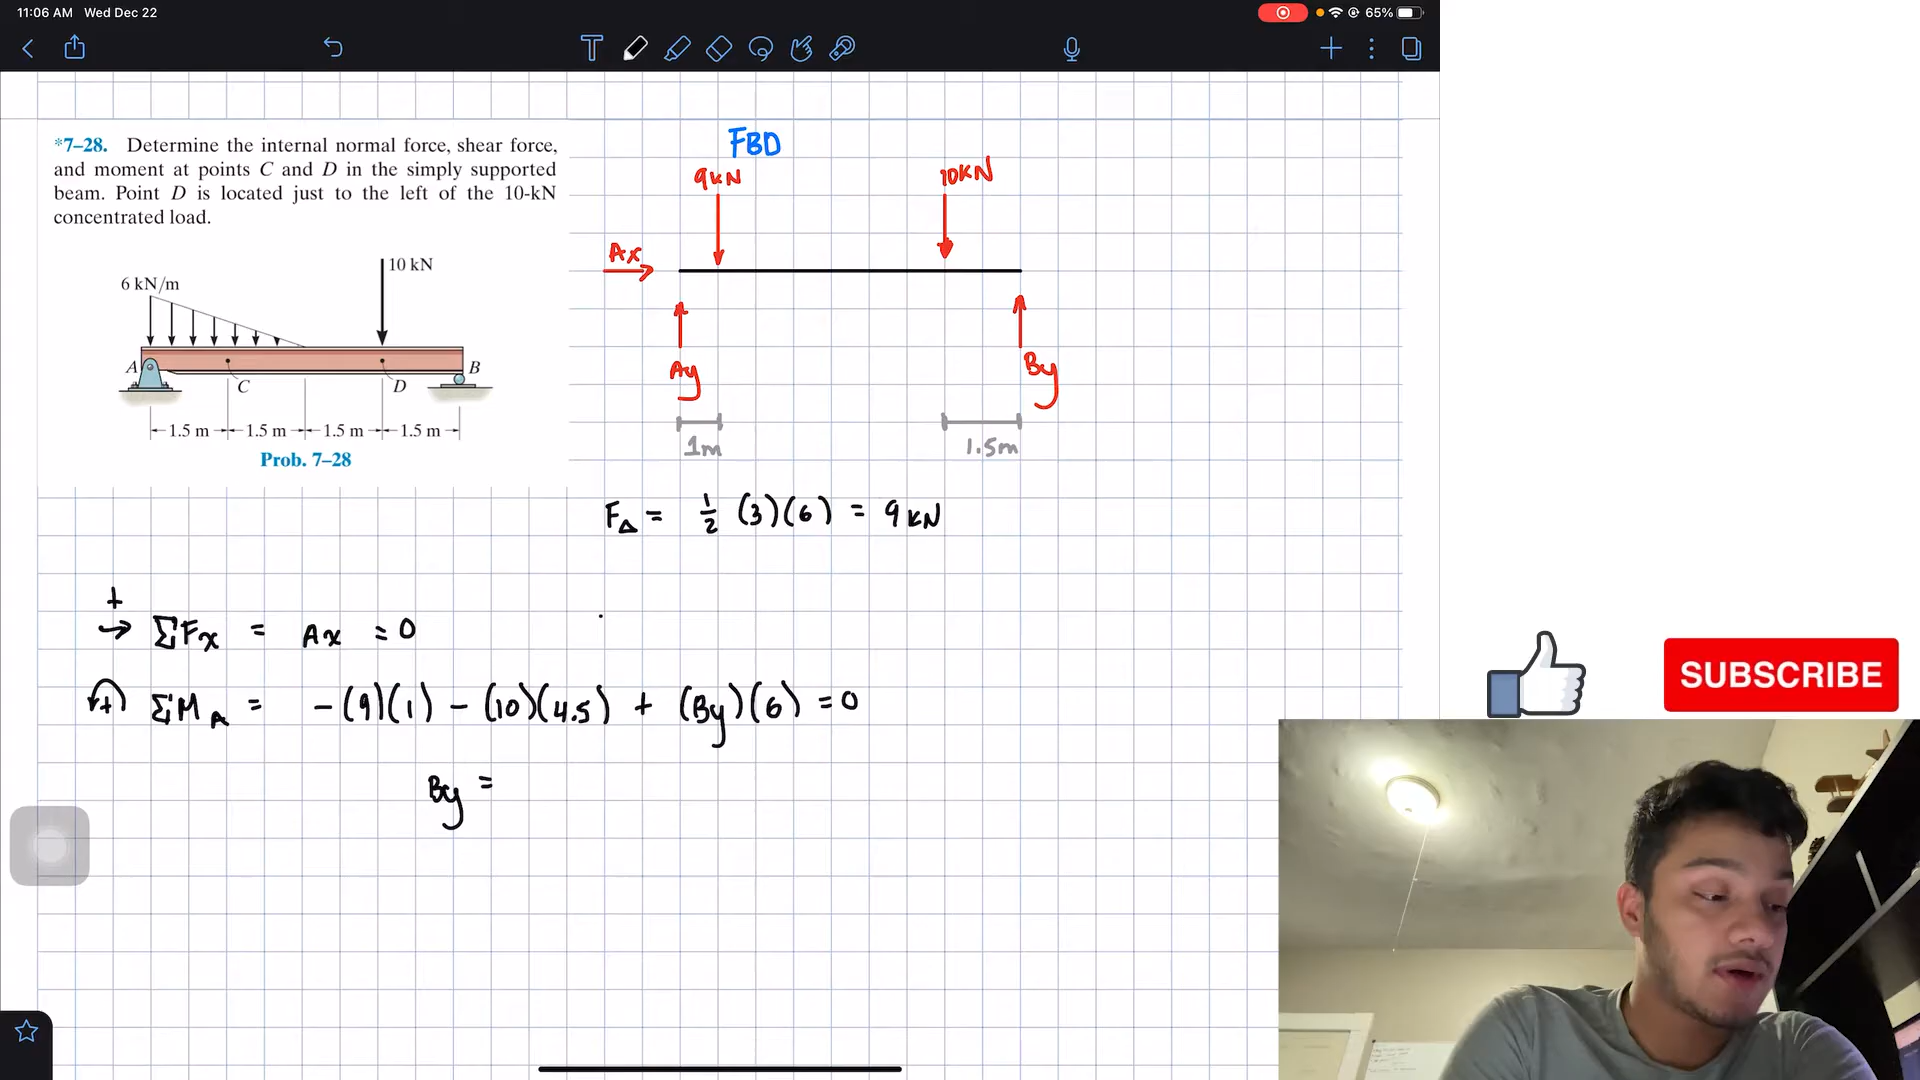 11:06 AM Wed Dec 22
65%
*7–28. Determine the internal normal force, shear force,
and moment at points C and D in the simply supported
beam. Point D is located just to the left of the 10-kN
concentrated load.
10 kN
6 kN/m
A
B
C
D
1.5 m 1.5 m 1.5 m 1.5 m
Prob. 7–28
FBD
9kN
10KN
Ax
Ay
By
1m
1.5m
F△ = 1/2 (3)(6) = 9 kN
+
→ ΣFx = Ax = 0
+ ΣM A = -(9)(1) - (10)(4.5) + (By)(6) = 0
By =
SUBSCRIBE